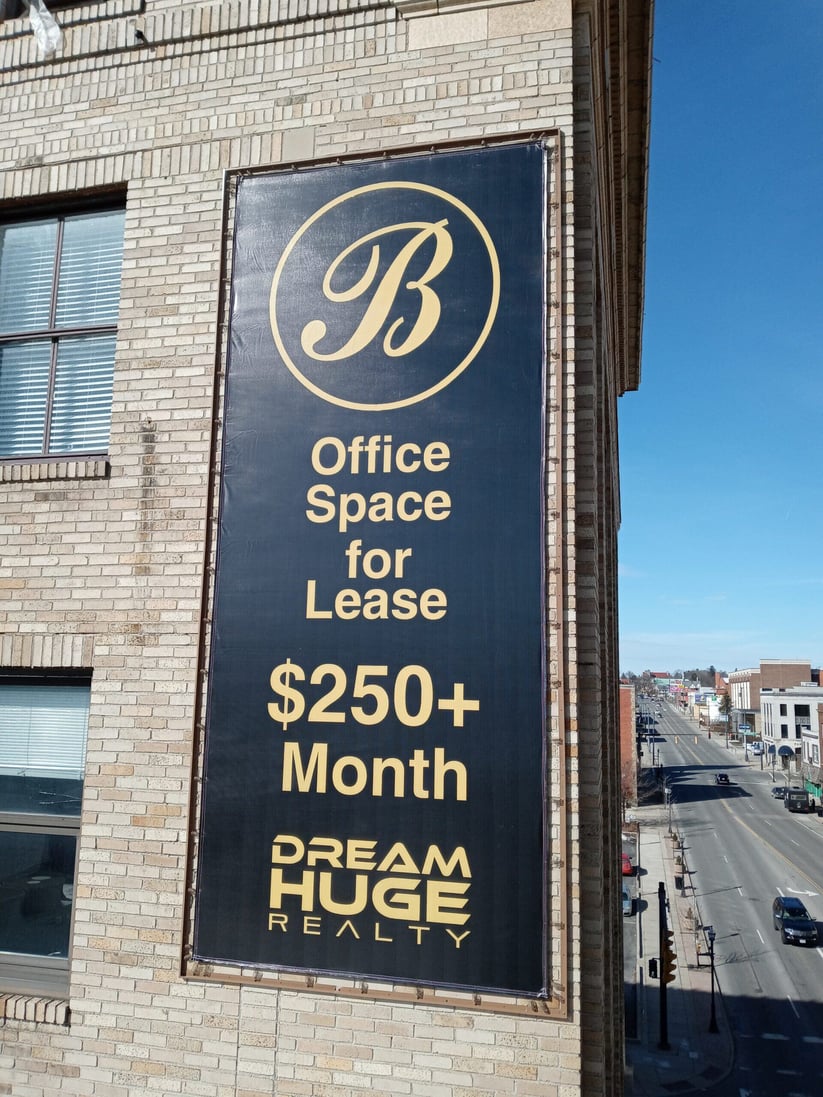 B
Office
Space
for
Lease
$250+
Month
DREAM
HUGE
REALTY